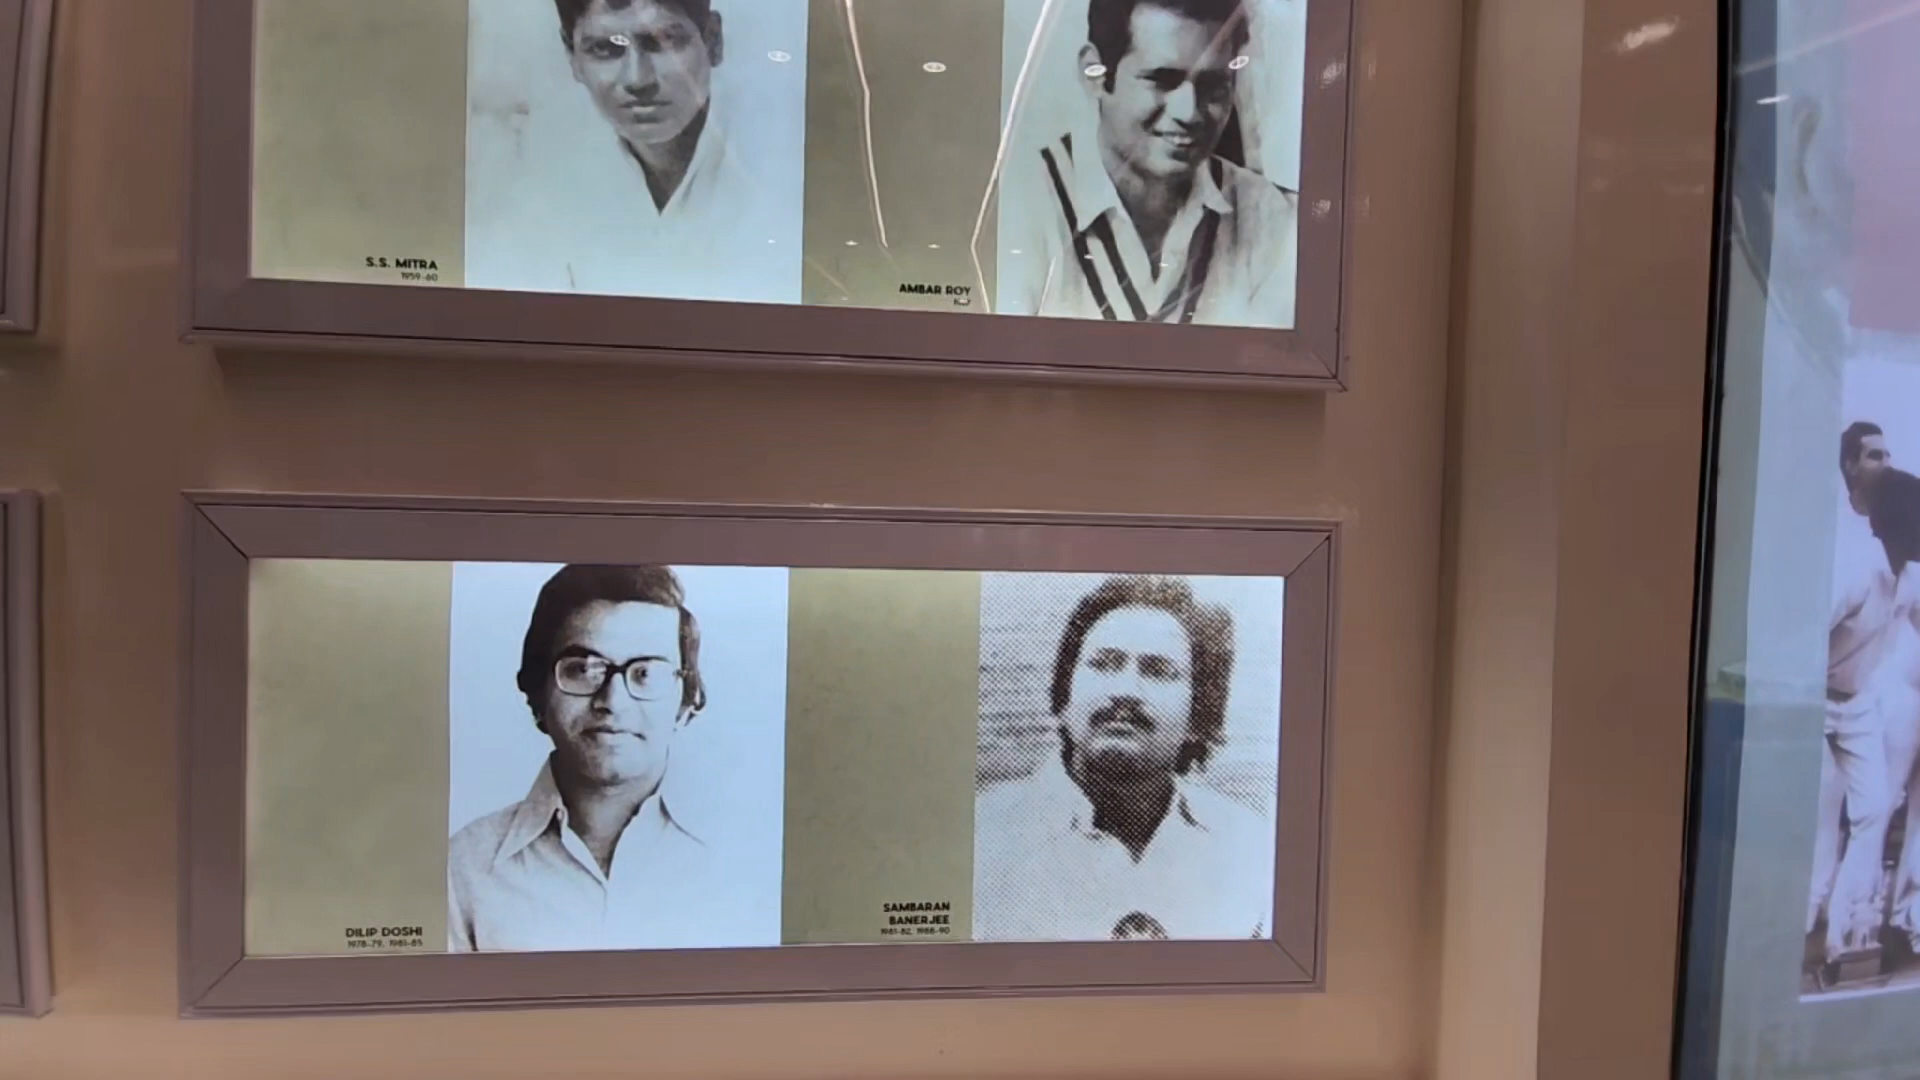 S.S. MITRA
1959-60
AMBAR ROY
DILIP DOSHI
1978-79, 1981-85
SAMBARAN
BANERJEE
1981-82, 1988-90